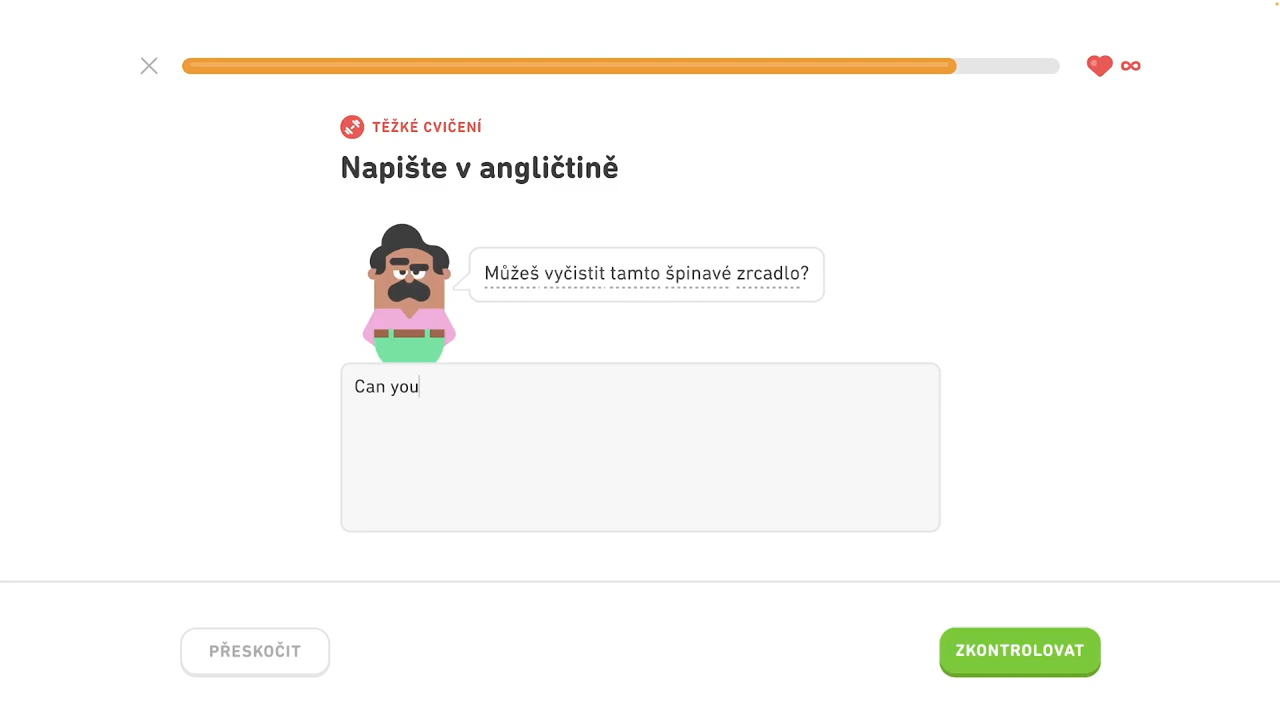 TĚŽKÉ CVIČENÍ
Napište v angličtině
Můžeš vyčistit tamto špinavé zrcadlo?
Can you
PŘESKOČIT
ZKONTROLOVAT